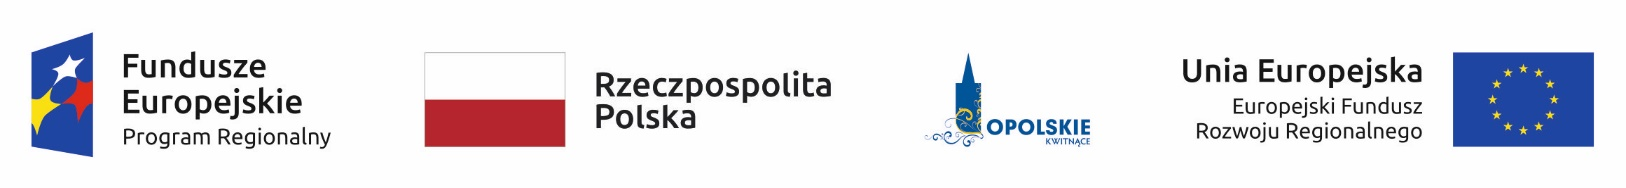 Fundusze
Europejskie
Program Regionalny
Rzeczpospolita
Polska
OPOLSKIE
KWITNĄCE
Unia Europejska
Europejski Fundusz
Rozwoju Regionalnego